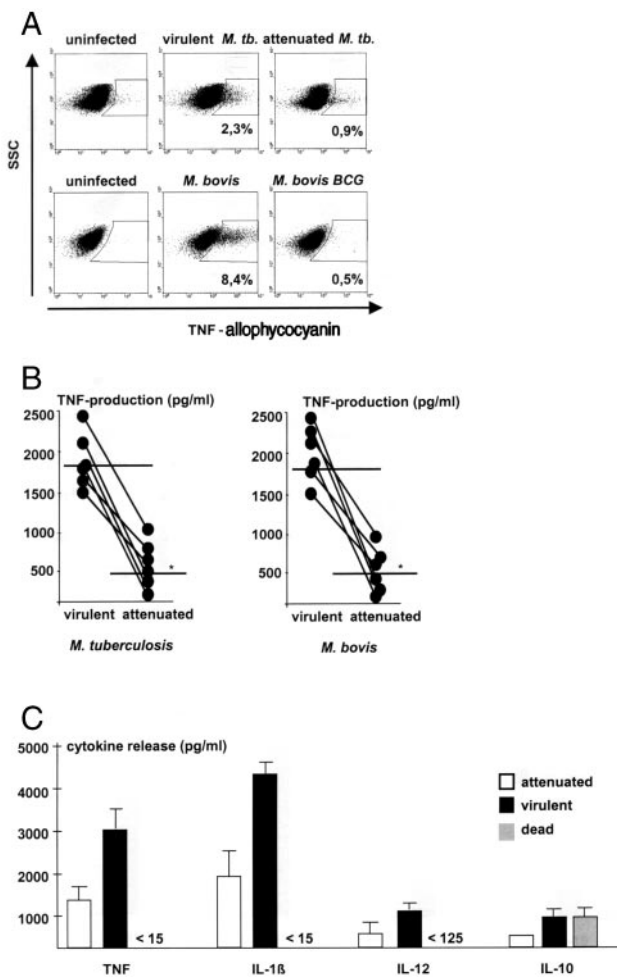 A
uninfected virulent M. tb. attenuated M. tb.
SSC
2,3% 0,9%
uninfected M. bovis M. bovis BCG
8,4% 0,5%
TNF - allophycocyanin
B
TNF-production (pg/ml) TNF-production (pg/ml)
2500 2500
2000 2000
1500 1500
1000 1000
* *
500 500
virulent attenuated virulent attenuated
M. tuberculosis M. bovis
C
cytokine release (pg/ml)
5000
attenuated
4000
virulent
dead
3000
2000
1000
< 15 < 15 < 125
TNF IL-1ß IL-12 IL-10